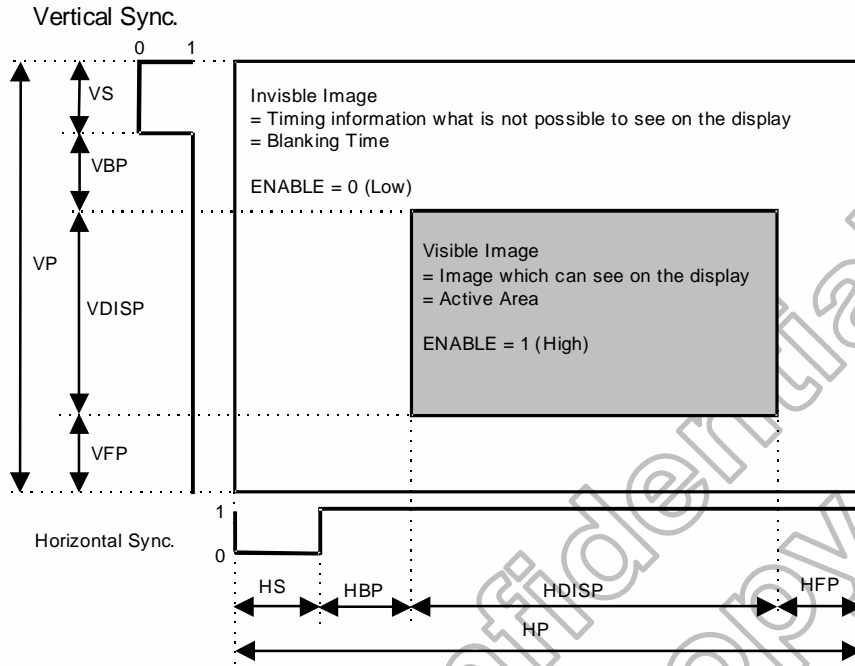 Vertical Sync.
0 1
VS
Invisble Image
= Timing information what is not possible to see on the display
= Blanking Time
VBP
ENABLE = 0 (Low)
VP
Visible Image
= Image which can see on the display
= Active Area
VDISP
ENABLE = 1 (High)
VFP
1
Horizontal Sync.
0
HS HBP HDISP HFP
HP
nfidentia
opy